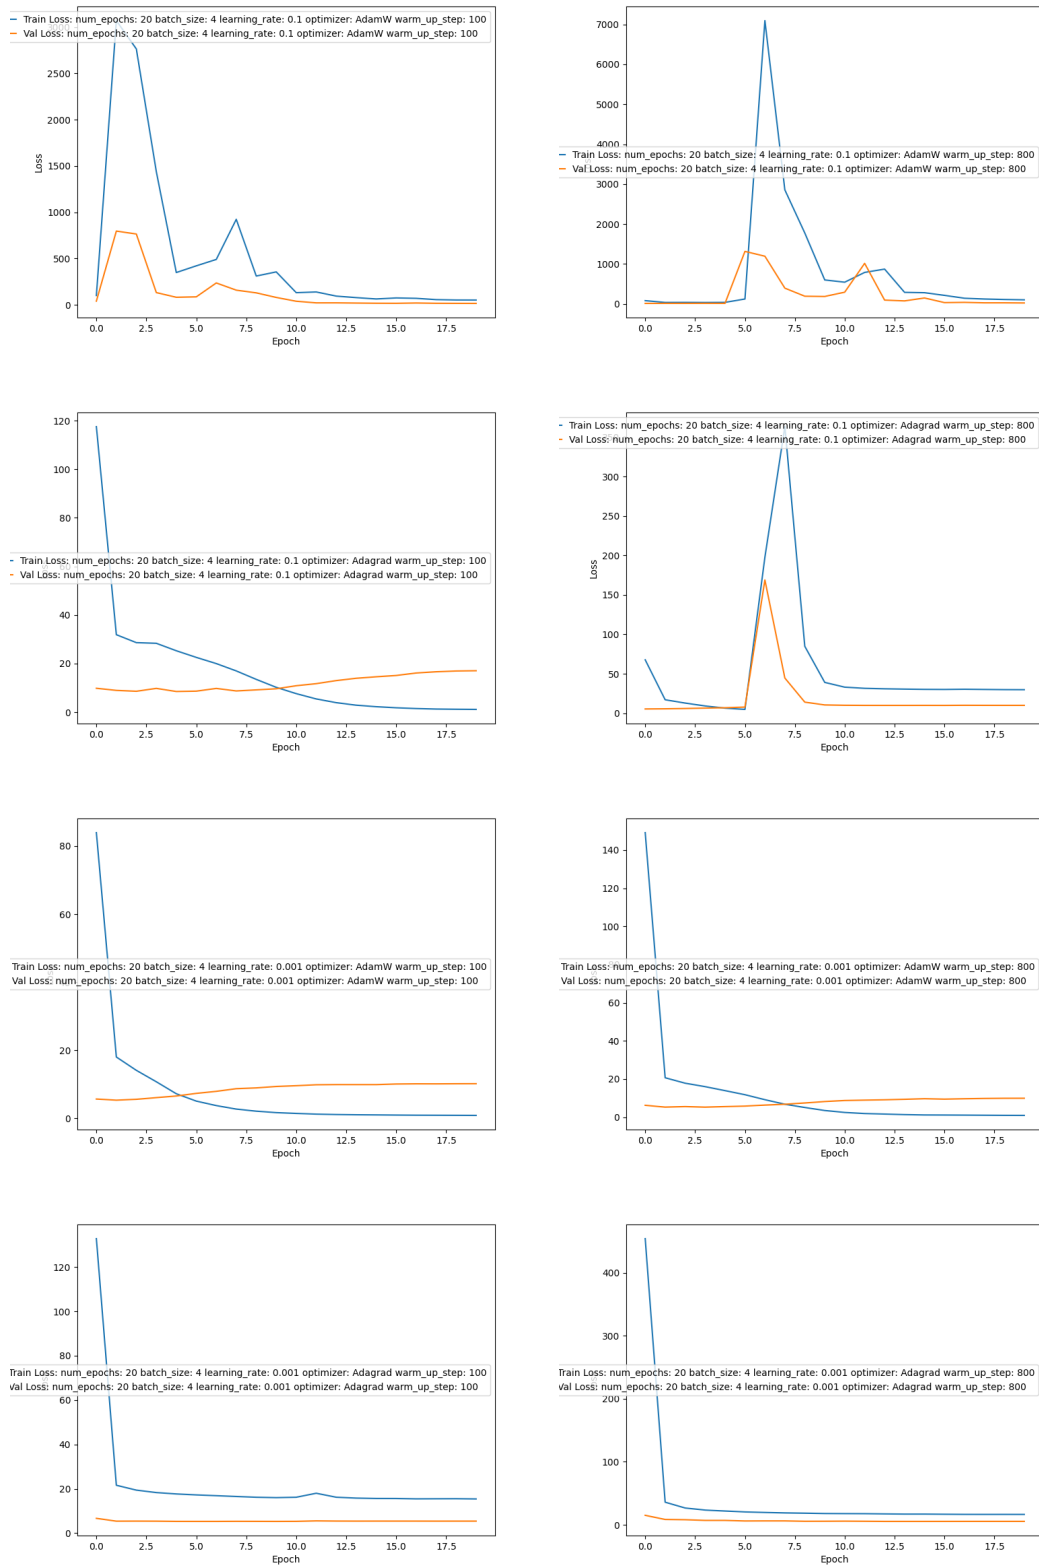 Train Loss: num_epochs: 20 batch_size: 4 learning_rate: 0.1 optimizer: AdamW warm_up_step: 100
Val Loss: num_epochs: 20 batch_size: 4 learning_rate: 0.1 optimizer: AdamW warm_up_step: 100
2500
2000
1500
1000
500
0
Loss
0.0 2.5 5.0 7.5 10.0 12.5 15.0 17.5
Epoch
7000
6000
5000
4000
Train Loss: num_epochs: 20 batch_size: 4 learning_rate: 0.1 optimizer: AdamW warm_up_step: 800
Val Loss: num_epochs: 20 batch_size: 4 learning_rate: 0.1 optimizer: AdamW warm_up_step: 800
3000
2000
1000
0
0.0 2.5 5.0 7.5 10.0 12.5 15.0 17.5
Epoch
120
100
80
Train Loss: num_epochs: 20 batch_size: 4 learning_rate: 0.1 optimizer: Adagrad warm_up_step: 100
Val Loss: num_epochs: 20 batch_size: 4 learning_rate: 0.1 optimizer: Adagrad warm_up_step: 100
40
20
0
0.0 2.5 5.0 7.5 10.0 12.5 15.0 17.5
Epoch
Train Loss: num_epochs: 20 batch_size: 4 learning_rate: 0.1 optimizer: Adagrad warm_up_step: 800
Val Loss: num_epochs: 20 batch_size: 4 learning_rate: 0.1 optimizer: Adagrad warm_up_step: 800
300
250
200
150
100
50
0
Loss
0.0 2.5 5.0 7.5 10.0 12.5 15.0 17.5
Epoch
80
60
Train Loss: num_epochs: 20 batch_size: 4 learning_rate: 0.001 optimizer: AdamW warm_up_step: 100
Val Loss: num_epochs: 20 batch_size: 4 learning_rate: 0.001 optimizer: AdamW warm_up_step: 100
20
0
0.0 2.5 5.0 7.5 10.0 12.5 15.0 17.5
Epoch
140
120
100
Train Loss: num_epochs: 20 batch_size: 4 learning_rate: 0.001 optimizer: AdamW warm_up_step: 800
Val Loss: num_epochs: 20 batch_size: 4 learning_rate: 0.001 optimizer: AdamW warm_up_step: 800
60
40
20
0
0.0 2.5 5.0 7.5 10.0 12.5 15.0 17.5
Epoch
120
100
80
Train Loss: num_epochs: 20 batch_size: 4 learning_rate: 0.001 optimizer: Adagrad warm_up_step: 100
Val Loss: num_epochs: 20 batch_size: 4 learning_rate: 0.001 optimizer: Adagrad warm_up_step: 100
60
40
20
0
0.0 2.5 5.0 7.5 10.0 12.5 15.0 17.5
Epoch
400
300
Train Loss: num_epochs: 20 batch_size: 4 learning_rate: 0.001 optimizer: Adagrad warm_up_step: 800
Val Loss: num_epochs: 20 batch_size: 4 learning_rate: 0.001 optimizer: Adagrad warm_up_step: 800
200
100
0
0.0 2.5 5.0 7.5 10.0 12.5 15.0 17.5
Epoch